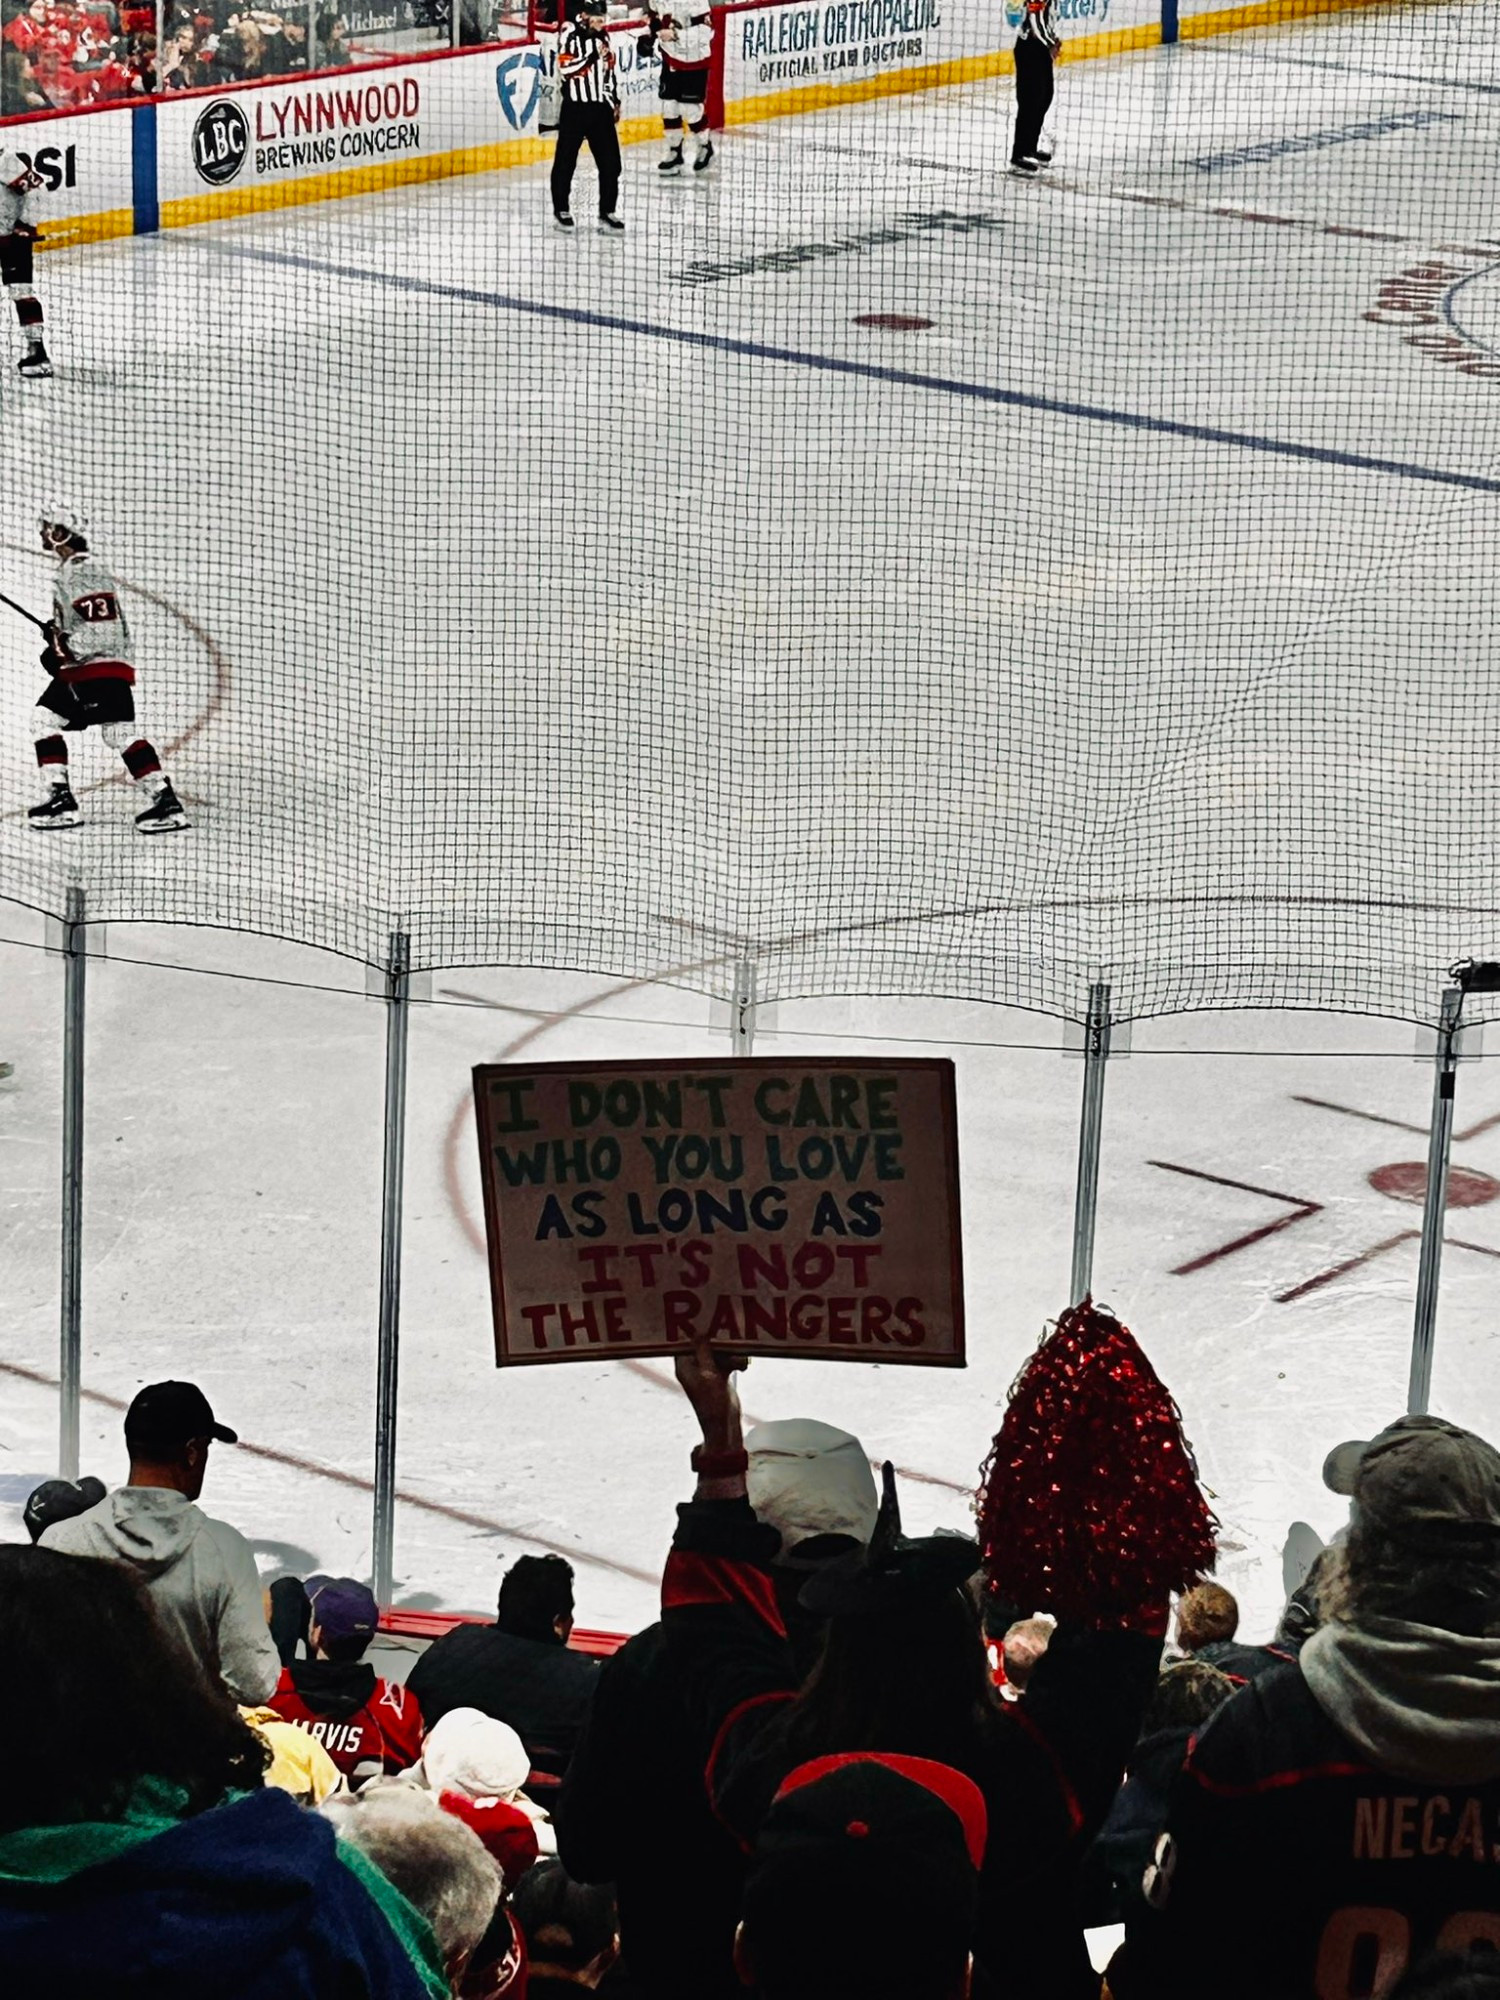 Michael
RALEIGH ORTHOPAEDIC
OFFICIAL TEAM DOCTORS
LBC
LYNNWOOD
BREWING CONCERN
73
I DON'T CARE
WHO YOU LOVE
AS LONG AS
IT'S NOT
THE RANGERS